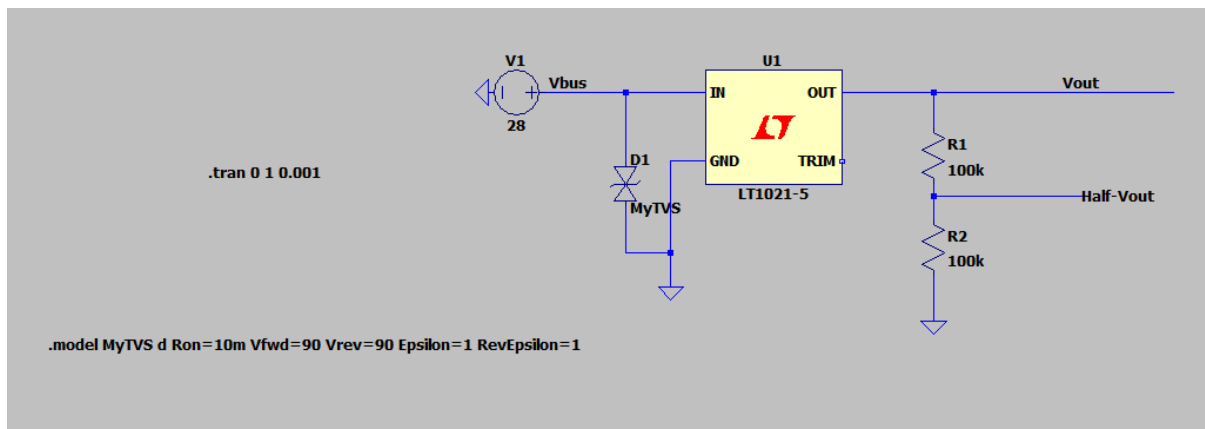 V1
Vbus
28
U1
IN
OUT
GND
TRIM
LT1021-5
Vout
D1
MyTVS
R1
100k
Half-Vout
R2
100k
.tran 0 1 0.001
.model MyTVS d Ron=10m Vfwd=90 Vrev=90 Epsilon=1 RevEpsilon=1